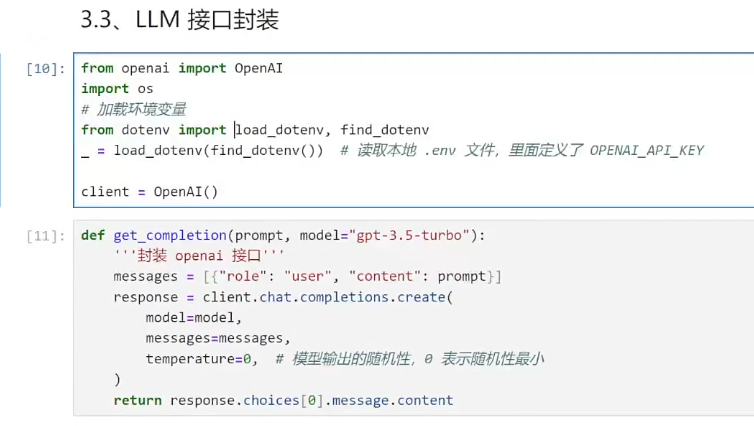 3.3、LLM 接口封装
[10]: from openai import OpenAI
import os
# 加载环境变量
from dotenv import load_dotenv, find_dotenv
_ = load_dotenv(find_dotenv())  # 读取本地 .env 文件，里面定义了 OPENAI_API_KEY
client = OpenAI()
[11]: def get_completion(prompt, model="gpt-3.5-turbo"):
    '''封装 openai 接口'''
    messages = [{"role": "user", "content": prompt}]
    response = client.chat.completions.create(
        model=model,
        messages=messages,
        temperature=0,  # 模型输出的随机性，0 表示随机性最小
    )
    return response.choices[0].message.content